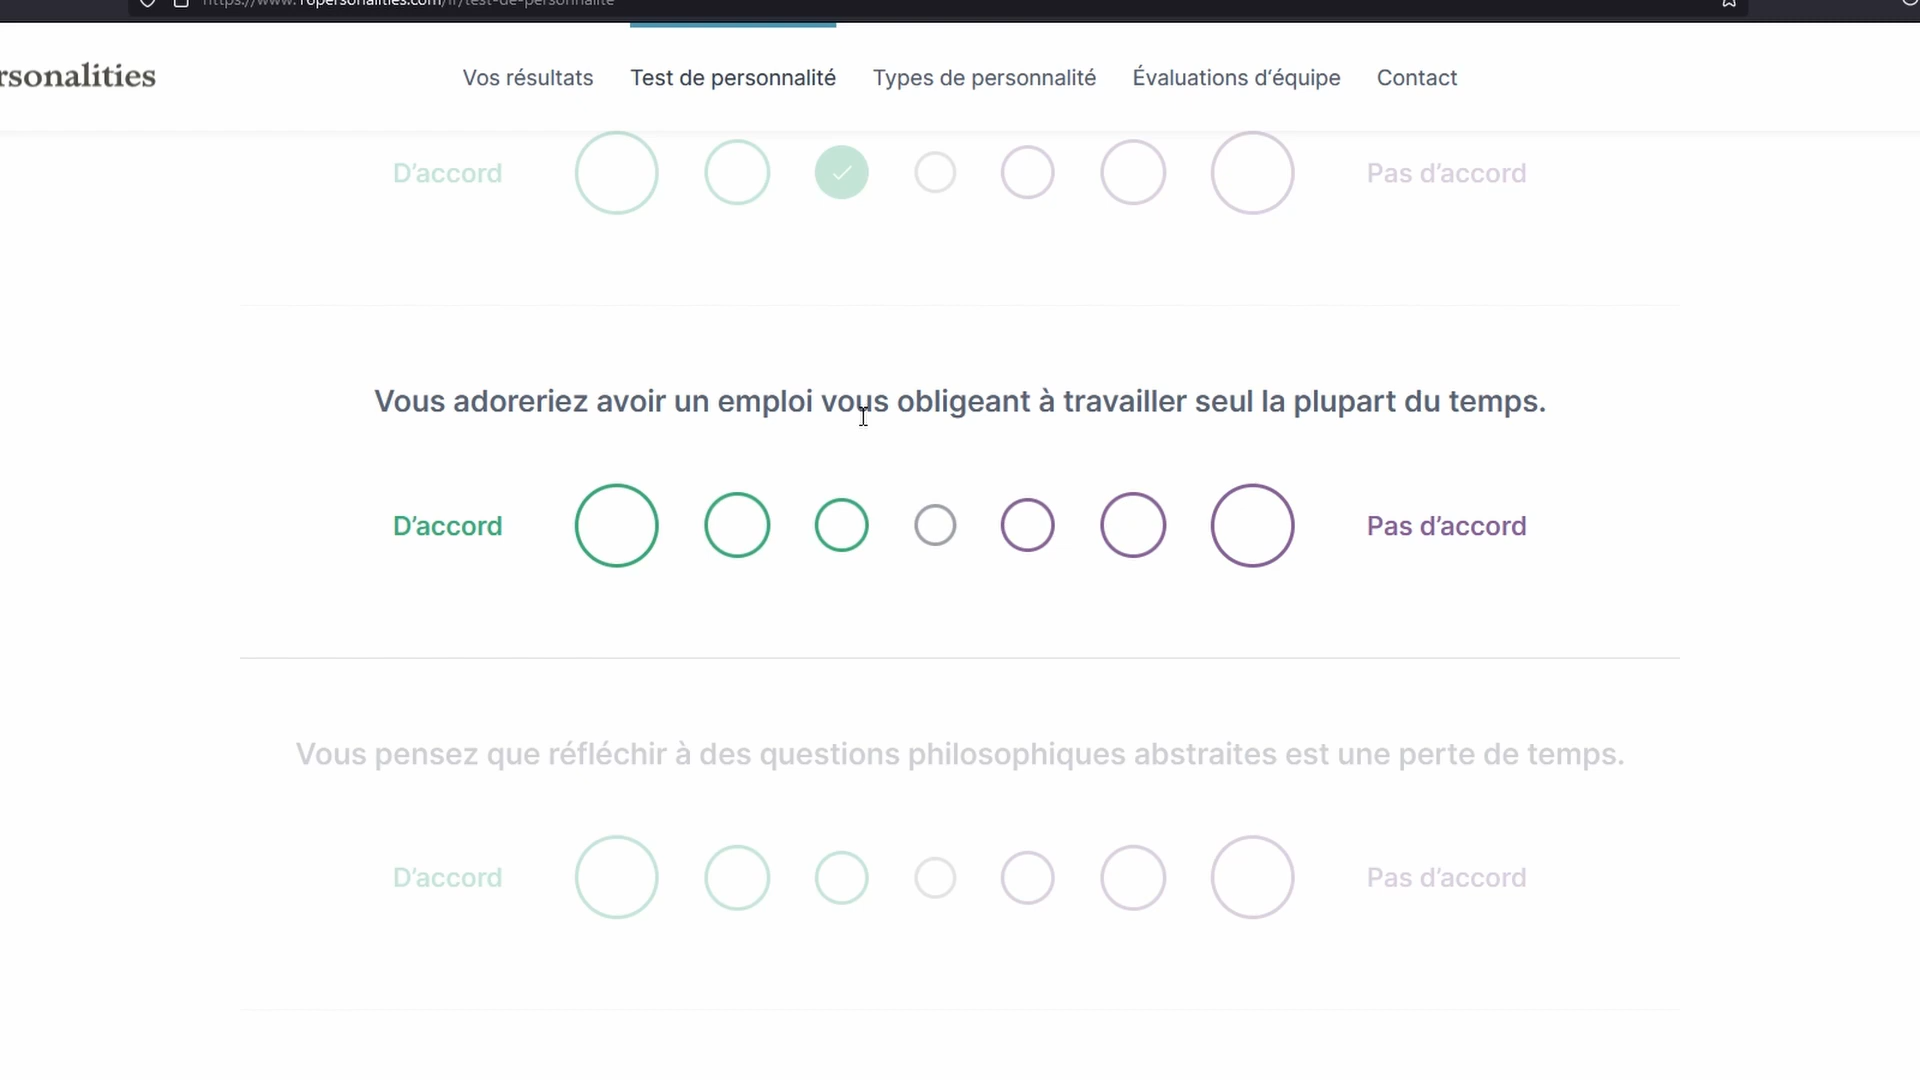 rsonalities
Vos résultats
Test de personnalité
Types de personnalité
Évaluations d‘équipe
Contact
D’accord
Pas d’accord
Vous adoreriez avoir un emploi vous obligeant à travailler seul la plupart du temps.
D’accord
Pas d’accord
Vous pensez que réfléchir à des questions philosophiques abstraites est une perte de temps.
D’accord
Pas d’accord